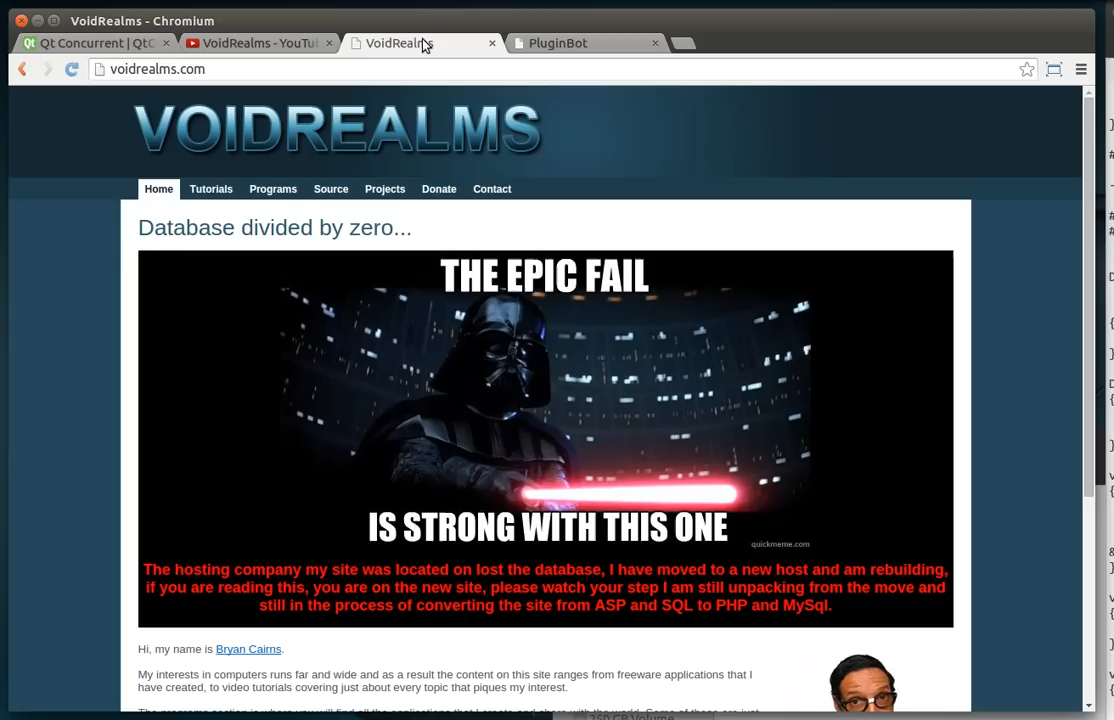 VoidRealms - Chromium
Qt Concurrent | QtC
VoidRealms - YouTu
VoidRealms
PluginBot
voidrealms.com
VOIDREALMS
Home Tutorials Programs Source Projects Donate Contact
Database divided by zero...
THE EPIC FAIL
IS STRONG WITH THIS ONE
quickmeme.com
The hosting company my site was located on lost the database, I have moved to a new host and am rebuilding,
if you are reading this, you are on the new site, please watch your step I am still unpacking from the move and
still in the process of converting the site from ASP and SQL to PHP and MySql.
Hi, my name is Bryan Cairns.
My interests in computers runs far and wide and as a result the content on this site ranges from freeware applications that I
have created, to video tutorials covering just about every topic that piques my interest.
250 GB Volume